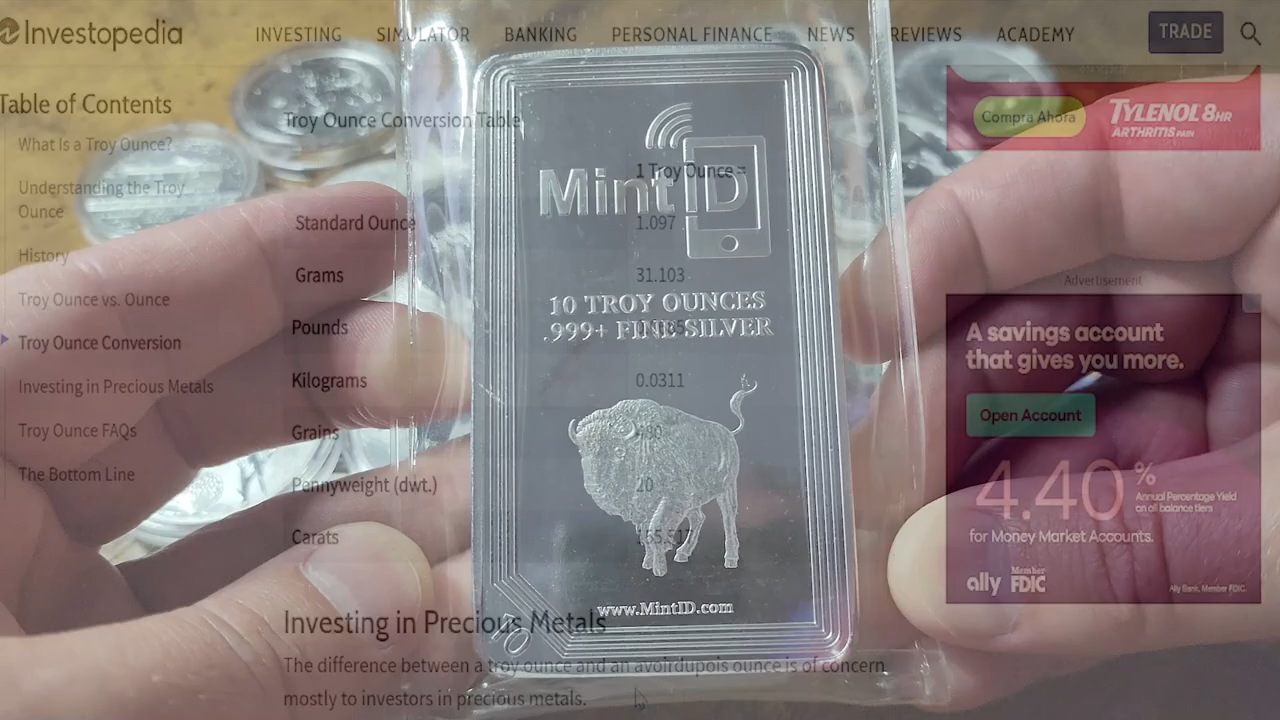 Investopedia
INVESTING SIMULATOR BANKING PERSONAL FINANCE NEWS REVIEWS ACADEMY TRADE
Table of Contents
What Is a Troy Ounce?
Understanding the Troy
Ounce
History
Troy Ounce vs. Ounce
Troy Ounce Conversion
Investing in Precious Metals
Troy Ounce FAQs
The Bottom Line
Troy Ounce Conversion Table
1 Troy Ounce =
Standard Ounce 1.097
Grams 31.103
Pounds
Kilograms 0.0311
Grains
Pennyweight (dwt.) 20
Carats
Investing in Precious Metals
The difference between a troy ounce and an avoirdupois ounce is of concern
mostly to investors in precious metals.
MintID
10 TROY OUNCES
.999+ FINE SILVER
www.MintID.com
10
Compra Ahora
TYLENOL 8HR
ARTHRITIS PAIN
Advertisement
A savings account
that gives you more.
Open Account
4.40%
Annual Percentage Yield
on all balance tiers
for Money Market Accounts.
ally
Member
FDIC
Ally Bank, Member FDIC.